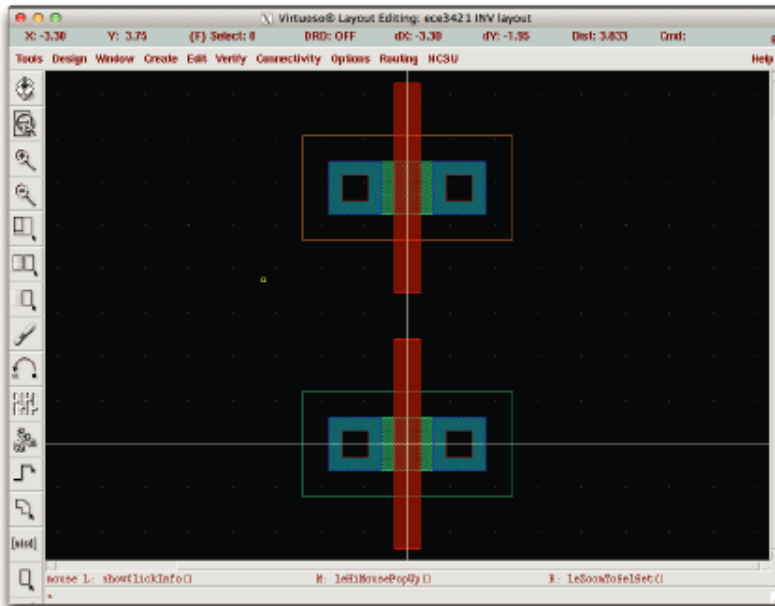 Virtuoso® Layout Editing: ece3421 INV layout
X: -3.30 Y: 3.75 (F) Select: 0 DRD: OFF dX: -3.30 dY: -1.95 Dist: 3.833 Cmd:
Tools Design Window Create Edit Verify Connectivity Options Routing NCSU Help
[abcd]
mouse L: showClickInfo() M: leHiMousePopUp() R: leZoomToSelSet()